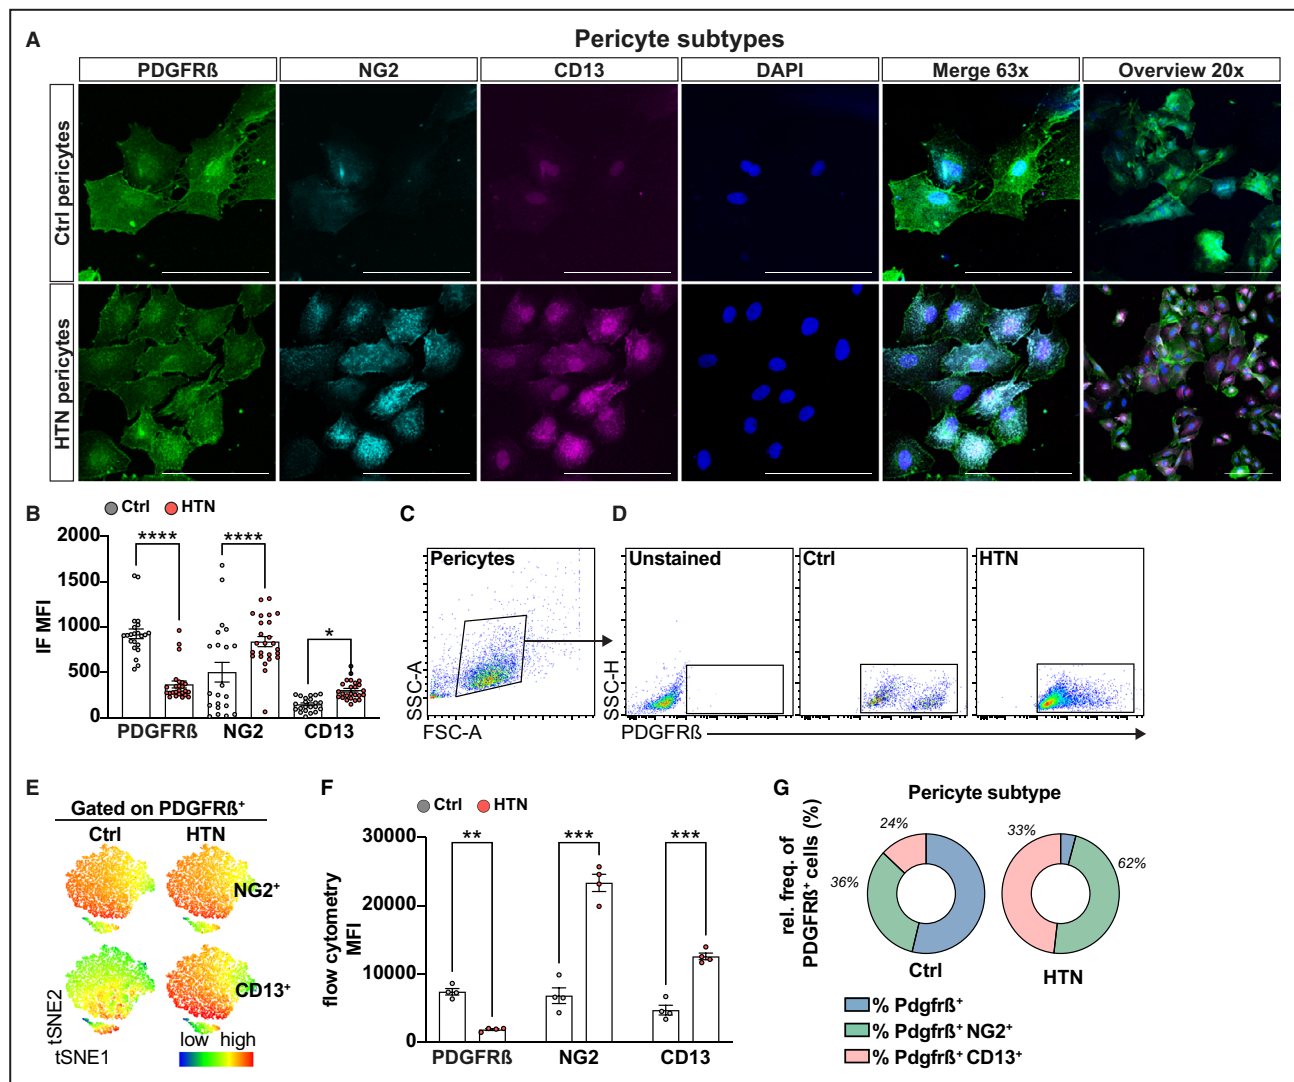 A
Pericyte subtypes
PDGFRß
NG2
CD13
DAPI
Merge 63x
Overview 20x
Ctrl pericytes
HTN pericytes
B
Ctrl
HTN
IF MFI
2000
1500
1000
500
0
****
****
*
PDGFRß
NG2
CD13
C
Pericytes
SSC-A
FSC-A
D
Unstained
Ctrl
HTN
SSC-H
PDGFRß
E
Gated on PDGFRß⁺
Ctrl
HTN
NG2⁺
CD13⁺
tSNE2
tSNE1
low
high
F
Ctrl
HTN
flow cytometry
MFI
30000
20000
10000
0
**
***
***
PDGFRß
NG2
CD13
G
Pericyte subtype
rel. freq. of
PDGFRß⁺ cells (%)
24%
36%
33%
62%
Ctrl
HTN
% Pdgfrß⁺
% Pdgfrß⁺ NG2⁺
% Pdgfrß⁺ CD13⁺